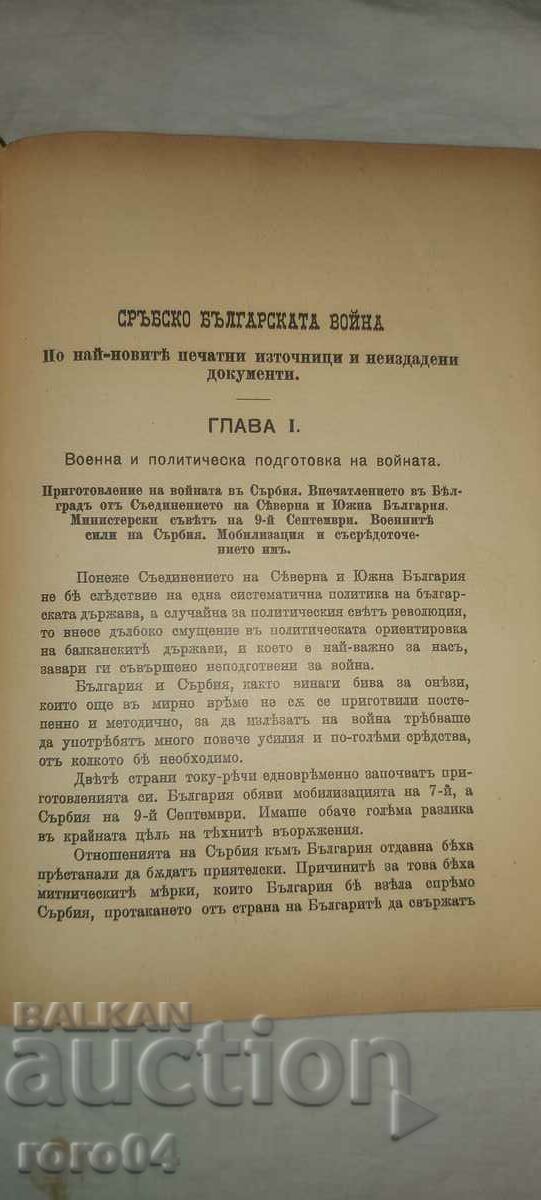 СРЪБСКО БЪЛГАРСКАТА ВОЙНА
По най-новитѣ печатни източници и неиздадени
документи.
ГЛАВА I.
Военна и политическа подготовка на войната.
Приготовление на войната въ Сърбия. Впечатлението въ Бѣл-
градъ отъ Съединението на Сѣверна и Южна България.
Министерски съвѣтъ на 9-й Септември. Военнитѣ
сили на Сърбия. Мобилизация и съсрѣдоточе-
нието имъ.
Понеже Съединението на Сѣверна и Южна България
не бѣ слѣдствие на една систематична политика на българ-
ската държава, а случайна за политическия свѣтъ революция,
то внесе дълбоко смущение въ политическата ориентировка
на балканскитѣ държави, и което е най-важно за насъ,
завари ги съвършено неподготвени за война.
България и Сърбия, както винаги бива за онѣзи,
които още въ мирно врѣме не сѫ се приготвили посте-
пенно и методично, за да излѣзатъ на война трѣбваше
да употрѣбятъ много повече усилия и по-голѣми срѣдства,
отъ колкото бѣ необходимо.
Двѣтѣ страни току-рѣчи едноврѣменно започватъ при-
готовленията си. България обяви мобилизацията на 7-й, а
Сърбия на 9-й Септември. Имаше обаче голѣма разлика
въ крайната цѣль на тѣхнитѣ въорѫжения.
Отношенията на Сърбия къмъ България отдавна бѣха
прѣстанали да бѫдатъ приятелски. Причинитѣ за това бѣха
митническитѣ мѣрки, които България бѣ взѣла спрѣмо
Сърбия, протакането отъ страна на Българитѣ да свържатъ
BALKAN
auction
roro04